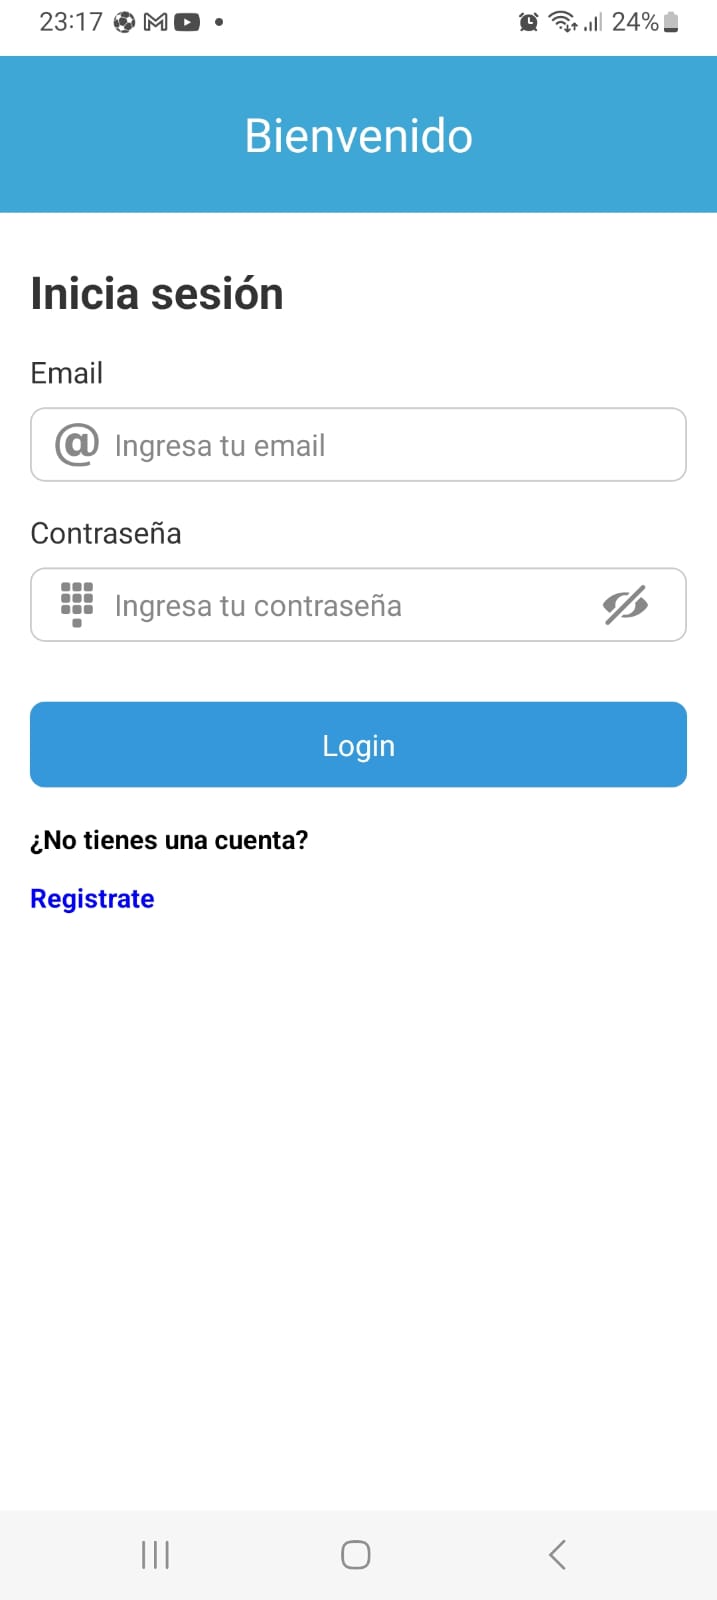 23:17 24%
Bienvenido
Inicia sesión
Email
@ Ingresa tu email
Contraseña
Ingresa tu contraseña
Login
¿No tienes una cuenta?
Registrate